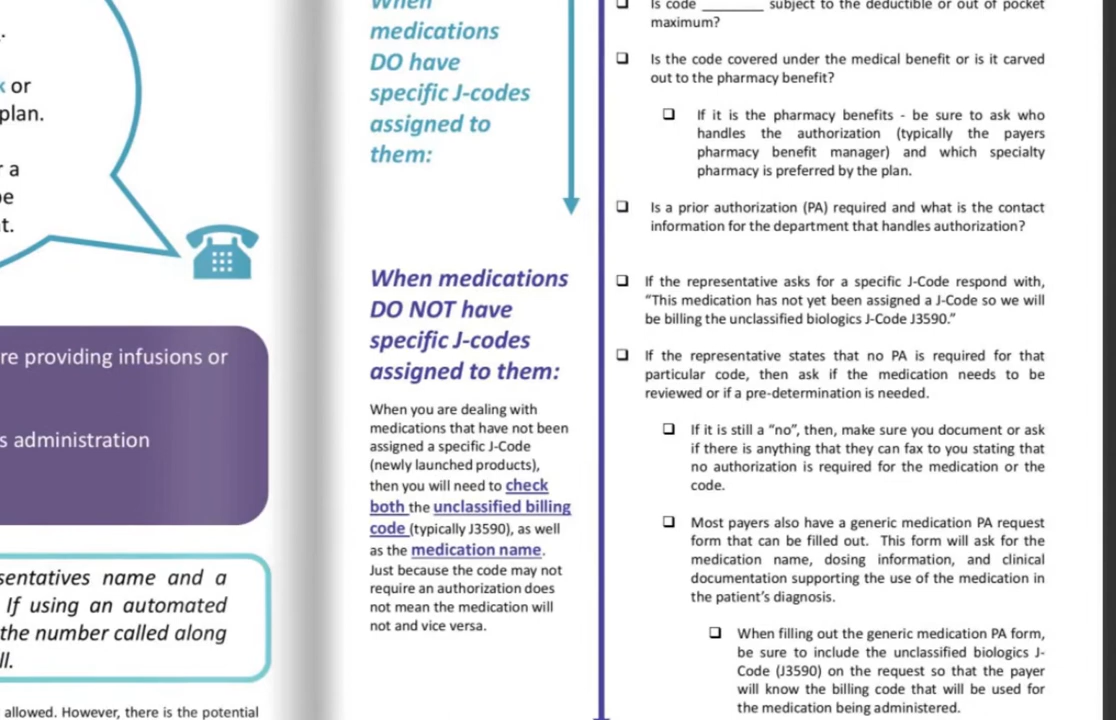 k or
plan.
r a
pe
t.
re providing infusions or
s administration
sentatives name and a
If using an automated
the number called along
ll.
allowed. However, there is the potential
When
medications
DO have
specific J-codes
assigned to
them:
When medications
DO NOT have
specific J-codes
assigned to them:
When you are dealing with
medications that have not been
assigned a specific J-Code
(newly launched products),
then you will need to check
both the unclassified billing
code (typically J3590), as well
as the medication name.
Just because the code may not
require an authorization does
not mean the medication will
not and vice versa.
❑ Is code ________ subject to the deductible or out of pocket
maximum?
❑ Is the code covered under the medical benefit or is it carved
out to the pharmacy benefit?
❑ If it is the pharmacy benefits - be sure to ask who
handles the authorization (typically the payers
pharmacy benefit manager) and which specialty
pharmacy is preferred by the plan.
❑ Is a prior authorization (PA) required and what is the contact
information for the department that handles authorization?
❑ If the representative asks for a specific J-Code respond with,
“This medication has not yet been assigned a J-Code so we will
be billing the unclassified biologics J-Code J3590.”
❑ If the representative states that no PA is required for that
particular code, then ask if the medication needs to be
reviewed or if a pre-determination is needed.
❑ If it is still a “no”, then, make sure you document or ask
if there is anything that they can fax to you stating that
no authorization is required for the medication or the
code.
❑ Most payers also have a generic medication PA request
form that can be filled out. This form will ask for the
medication name, dosing information, and clinical
documentation supporting the use of the medication in
the patient’s diagnosis.
❑ When filling out the generic medication PA form,
be sure to include the unclassified biologics J-
Code (J3590) on the request so that the payer
will know the billing code that will be used for
the medication being administered.